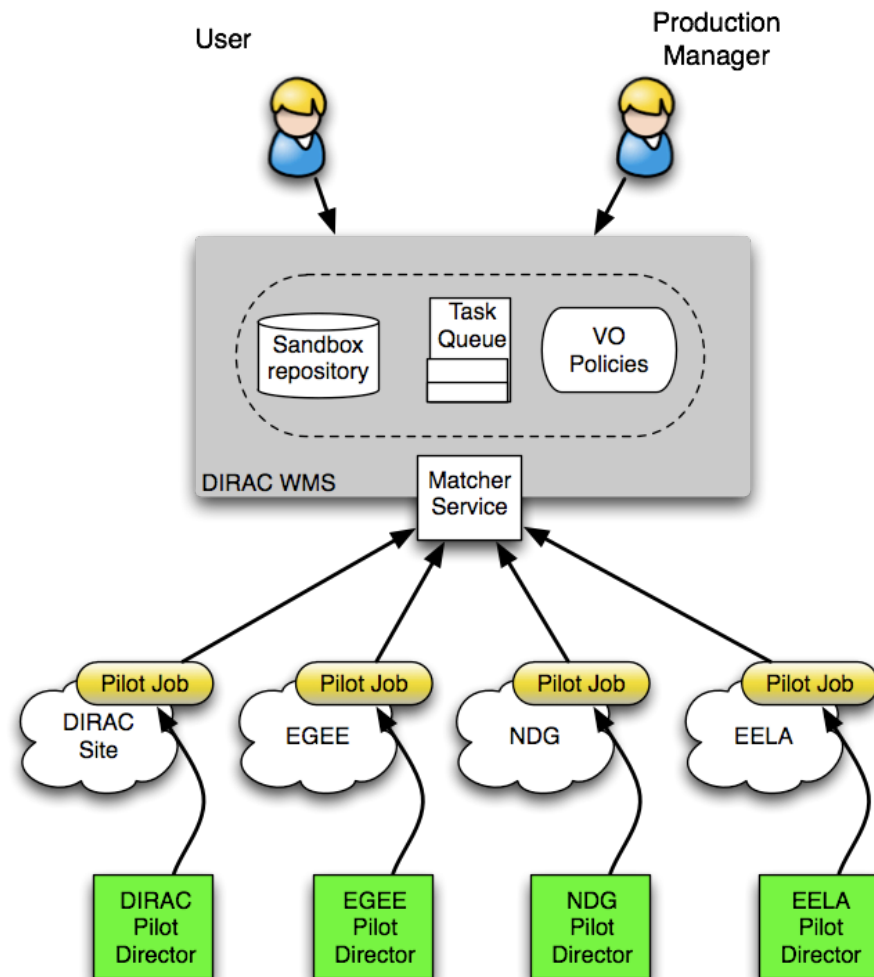 User
Production
Manager
Sandbox
repository
Task
Queue
VO
Policies
DIRAC WMS
Matcher
Service
Pilot Job
Pilot Job
Pilot Job
Pilot Job
DIRAC
Site
EGEE
NDG
EELA
DIRAC
Pilot
Director
EGEE
Pilot
Director
NDG
Pilot
Director
EELA
Pilot
Director